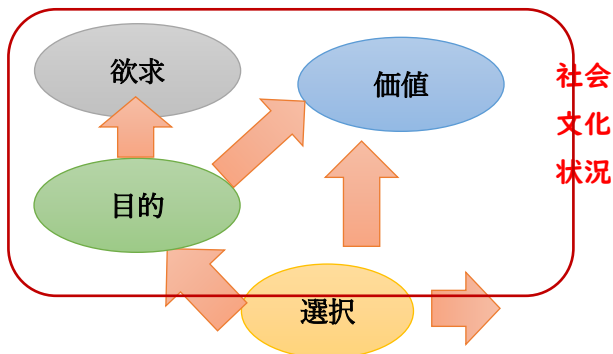 欲求
価値
社会
文化
状況
目的
選択